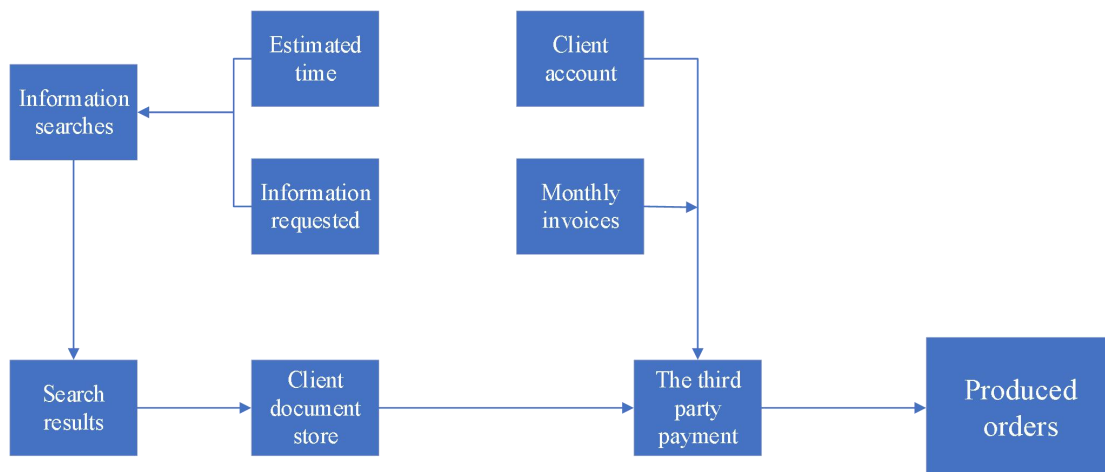 Estimated
time
Client
account
Information
searches
Information
requested
Monthly
invoices
Search
results
Client
document
store
The third
party
payment
Produced
orders